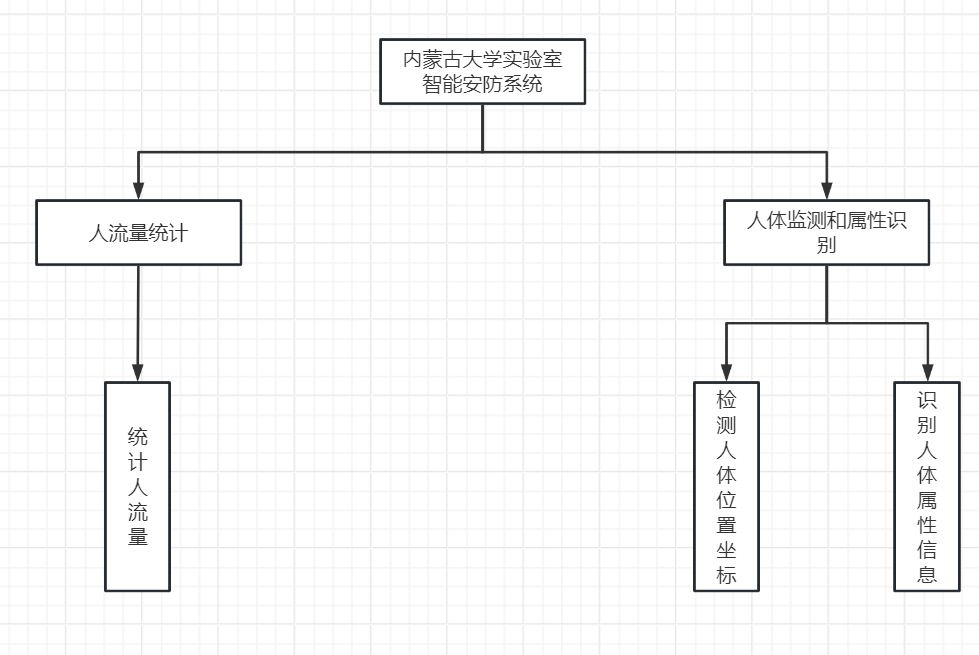 内蒙古大学实验室
智能安防系统
人流量统计
人体监测和属性识
别
统计人流量
检测人体位置坐标
识别人体属性信息